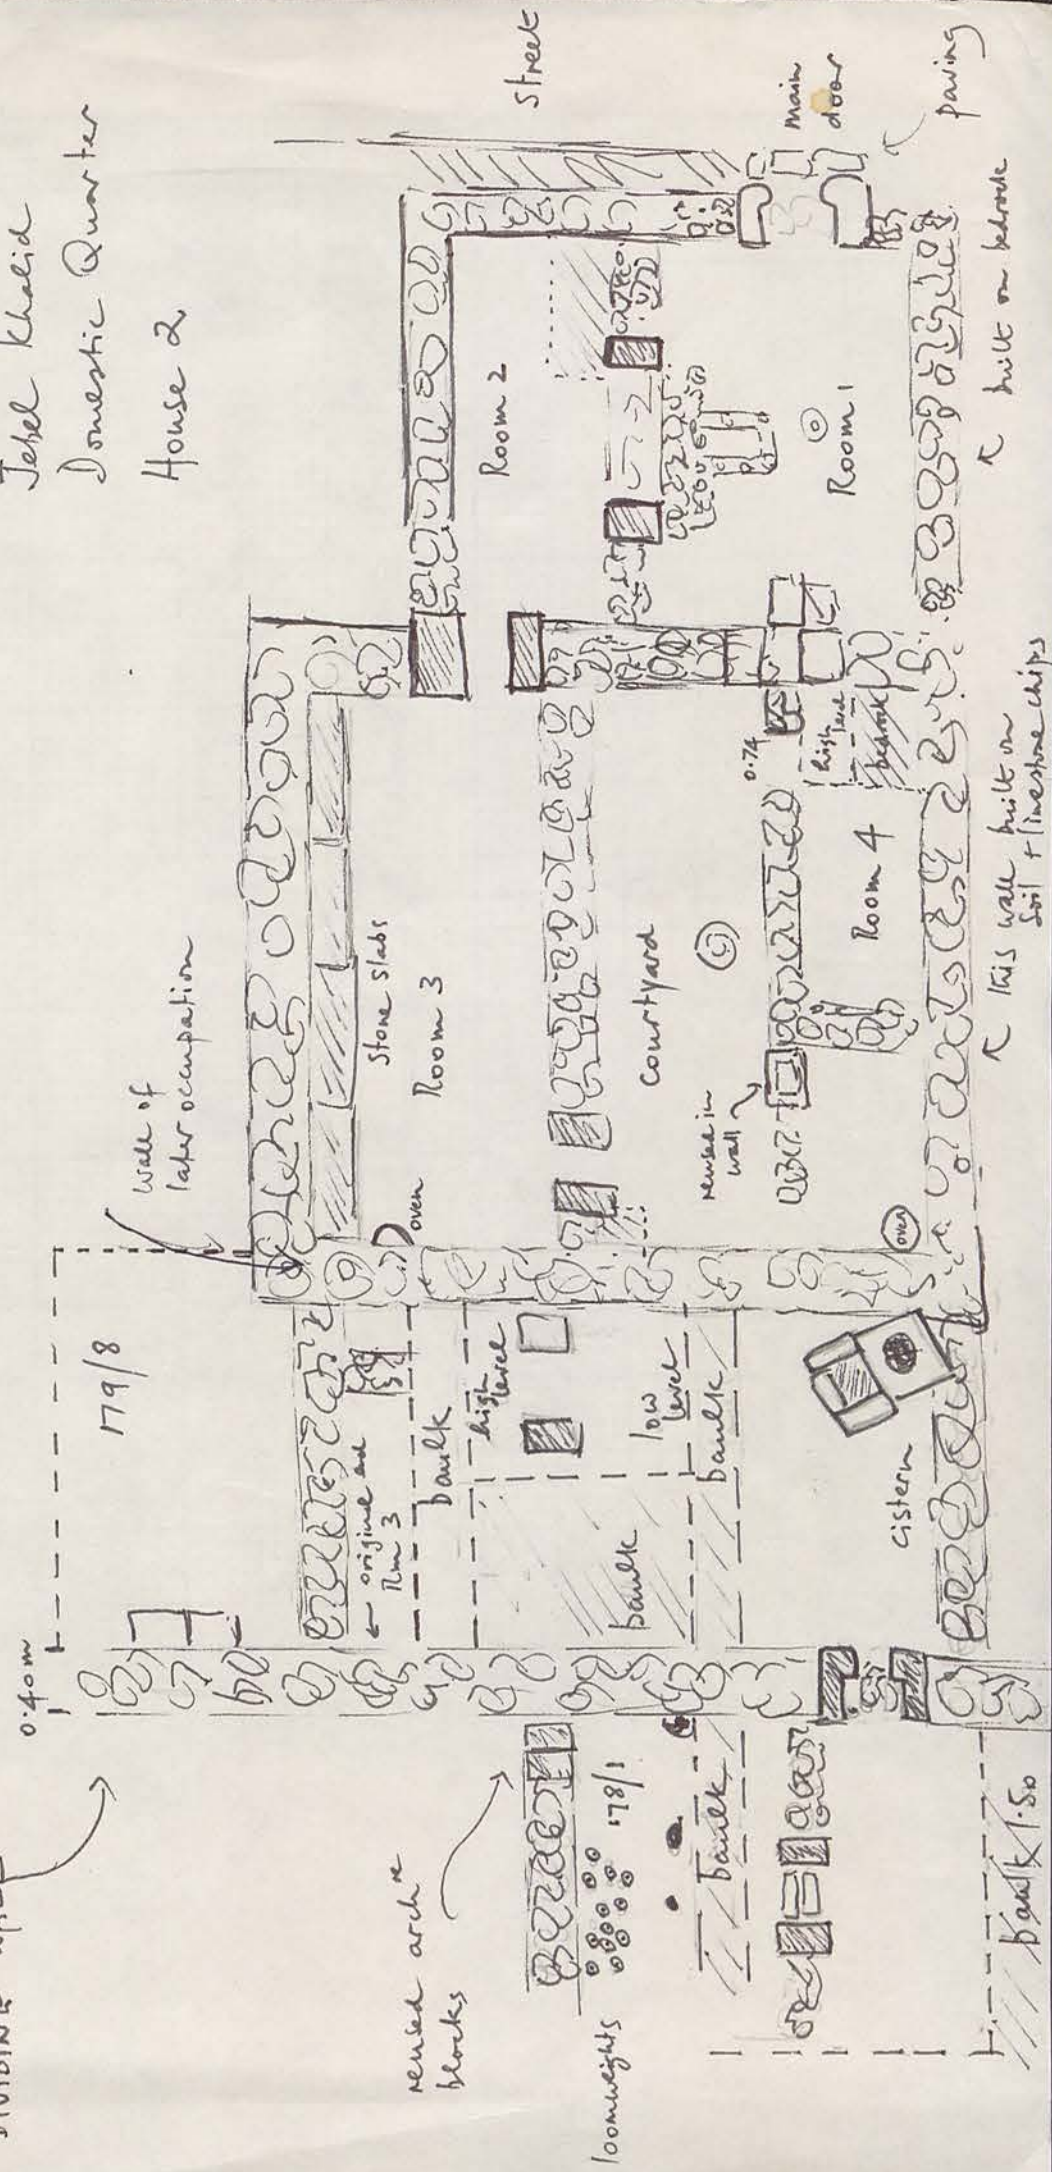 Jebel Khalid
Domestic Quarter
House 2
Street
main
door
paving
built on bedrock
Room 2
Room 1
this wall built on
soil + limestone chips
0.74
high
level
bedrock
Room 4
Stone slabs
Room 3
Courtyard
reused in
wall
oven
oven
wall of
later occupation
179/8
0.40m
← original end
Rm 3
baulk
high
level
low
level
baulk
baulk
Cistern
DIVIDING
reused archre
blocks
178/1
loomweights
baulk
baulk 1.50